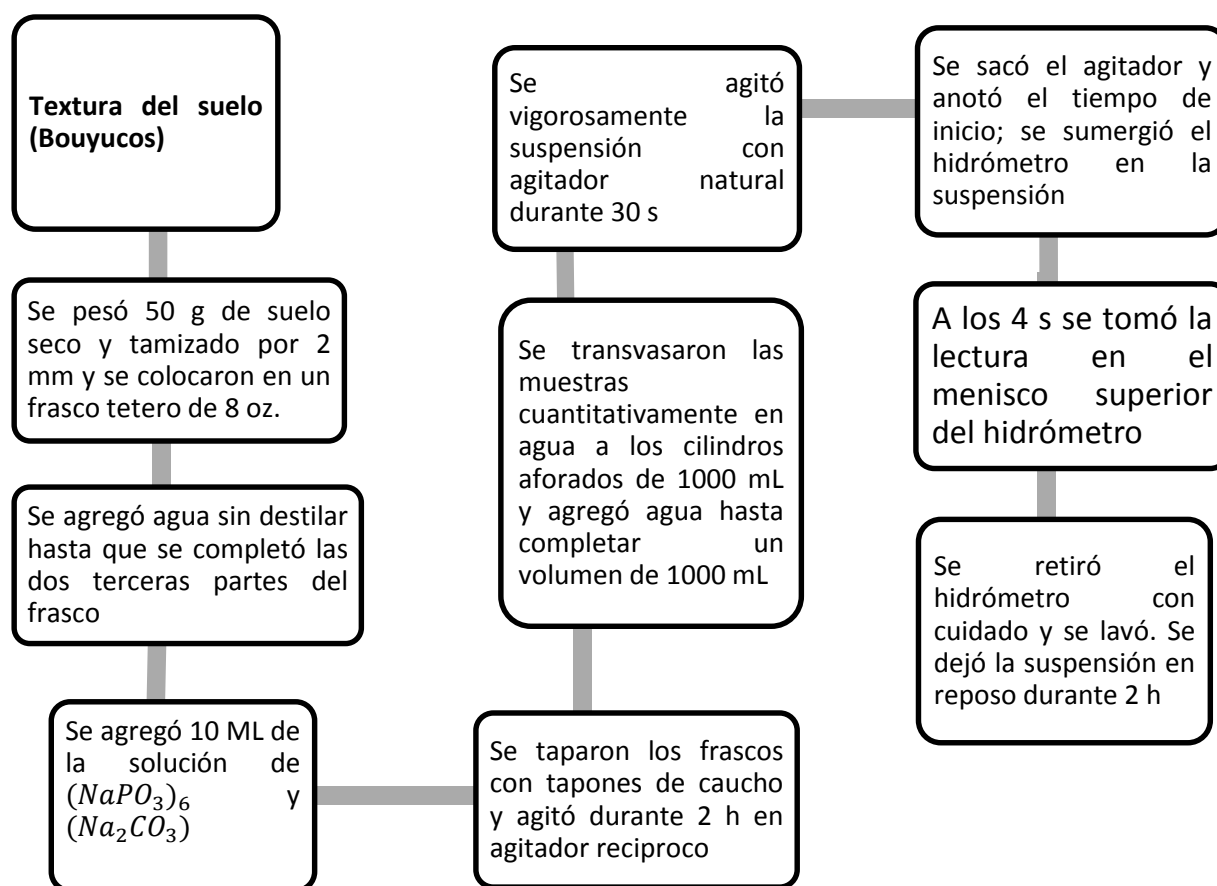 Textura del suelo
(Bouyucos)
Se pesó 50 g de suelo
seco y tamizado por 2
mm y se colocaron en un
frasco tetero de 8 oz.
Se agregó agua sin destilar
hasta que se completó las
dos terceras partes del
frasco
Se agregó 10 ML de
la solución de
(NaPO₃)₆ y
(Na₂CO₃)
Se taparon los frascos
con tapones de caucho
y agitó durante 2 h en
agitador reciproco
Se transvasaron las
muestras
cuantitativamente en
agua a los cilindros
aforados de 1000 mL
y agregó agua hasta
completar un
volumen de 1000 mL
Se agitó
vigorosamente la
suspensión con
agitador natural
durante 30 s
Se sacó el agitador y
anotó el tiempo de
inicio; se sumergió el
hidrómetro en la
suspensión
A los 4 s se tomó la
lectura en el
menisco superior
del hidrómetro
Se retiró el
hidrómetro con
cuidado y se lavó. Se
dejó la suspensión en
reposo durante 2 h